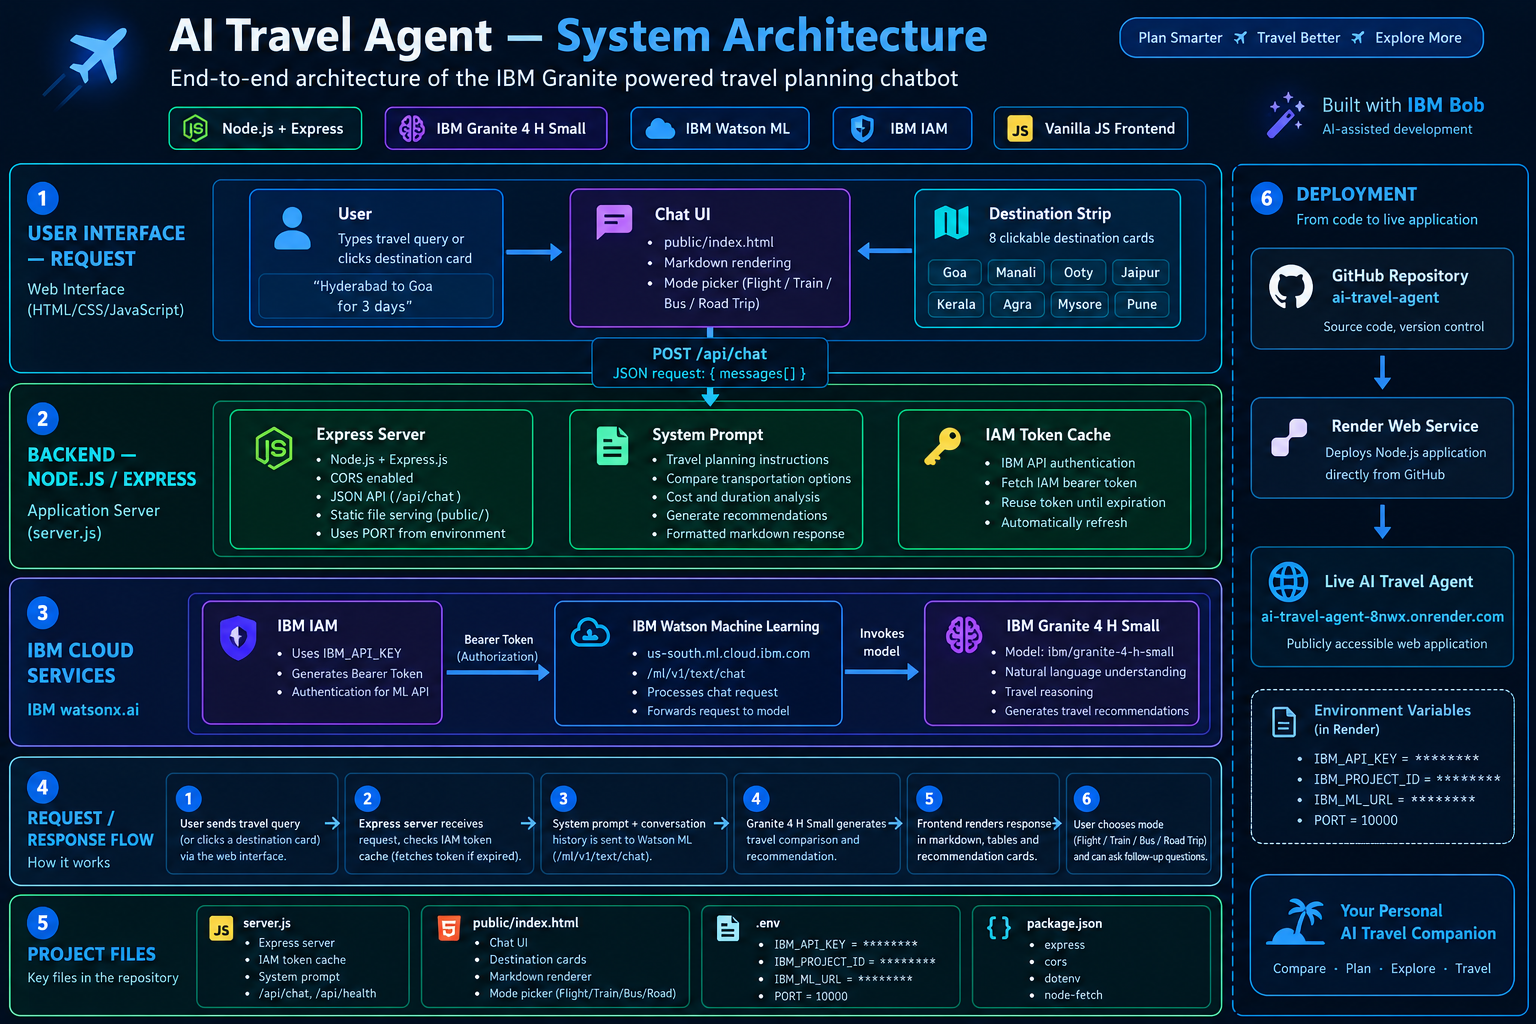 AI Travel Agent — System Architecture
End-to-end architecture of the IBM Granite powered travel planning chatbot
Plan Smarter Travel Better Explore More
Built with IBM Bob
AI-assisted development
JS
Node.js + Express
IBM Granite 4 H Small
IBM Watson ML
IBM IAM
JS
Vanilla JS Frontend
1
USER INTERFACE
— REQUEST
Web Interface
(HTML/CSS/JavaScript)
User
Types travel query or
clicks destination card
“Hyderabad to Goa
for 3 days”
Chat UI
• public/index.html
• Markdown rendering
• Mode picker (Flight / Train /
Bus / Road Trip)
Destination Strip
8 clickable destination cards
Goa Manali Ooty Jaipur
Kerala Agra Mysore Pune
POST /api/chat
JSON request: { messages[] }
2
BACKEND —
NODE.JS / EXPRESS
Application Server
(server.js)
JS
Express Server
• Node.js + Express.js
• CORS enabled
• JSON API (/api/chat)
• Static file serving (public/)
• Uses PORT from environment
System Prompt
• Travel planning instructions
• Compare transportation options
• Cost and duration analysis
• Generate recommendations
• Formatted markdown response
IAM Token Cache
• IBM API authentication
• Fetch IAM bearer token
• Reuse token until expiration
• Automatically refresh
3
IBM CLOUD
SERVICES
IBM watsonx.ai
IBM IAM
• Uses IBM_API_KEY
• Generates Bearer Token
• Authentication for ML API
Bearer Token
(Authorization)
IBM Watson Machine Learning
• us-south.ml.cloud.ibm.com
• /ml/v1/text/chat
• Processes chat request
• Forwards request to model
Invokes
model
IBM Granite 4 H Small
• Model: ibm/granite-4-h-small
• Natural language understanding
• Travel reasoning
• Generates travel recommendations
4
REQUEST /
RESPONSE FLOW
How it works
1
User sends travel query
(or clicks a destination card)
via the web interface.
2
Express server receives
request, checks IAM token
cache (fetches token if expired).
3
System prompt + conversation
history is sent to Watson ML
(/ml/v1/text/chat).
4
Granite 4 H Small generates
travel comparison and
recommendation.
5
Frontend renders response
in markdown, tables and
recommendation cards.
6
User chooses mode
(Flight / Train / Bus / Road Trip)
and can ask follow-up questions.
5
PROJECT FILES
Key files in the repository
JS
server.js
• Express server
• IAM token cache
• System prompt
• /api/chat, /api/health
5
public/index.html
• Chat UI
• Destination cards
• Markdown renderer
• Mode picker (Flight/Train/Bus/Road)
.env
• IBM_API_KEY = ********
• IBM_PROJECT_ID = ********
• IBM_ML_URL = ********
• PORT = 10000
{ }
package.json
• express
• cors
• dotenv
• node-fetch
6
DEPLOYMENT
From code to live application
GitHub Repository
ai-travel-agent
Source code, version control
Render Web Service
Deploys Node.js application
directly from GitHub
Live AI Travel Agent
ai-travel-agent-8nwx.onrender.com
Publicly accessible web application
Environment Variables
(in Render)
• IBM_API_KEY = ********
• IBM_PROJECT_ID = ********
• IBM_ML_URL = ********
• PORT = 10000
Your Personal
AI Travel Companion
Compare · Plan · Explore · Travel